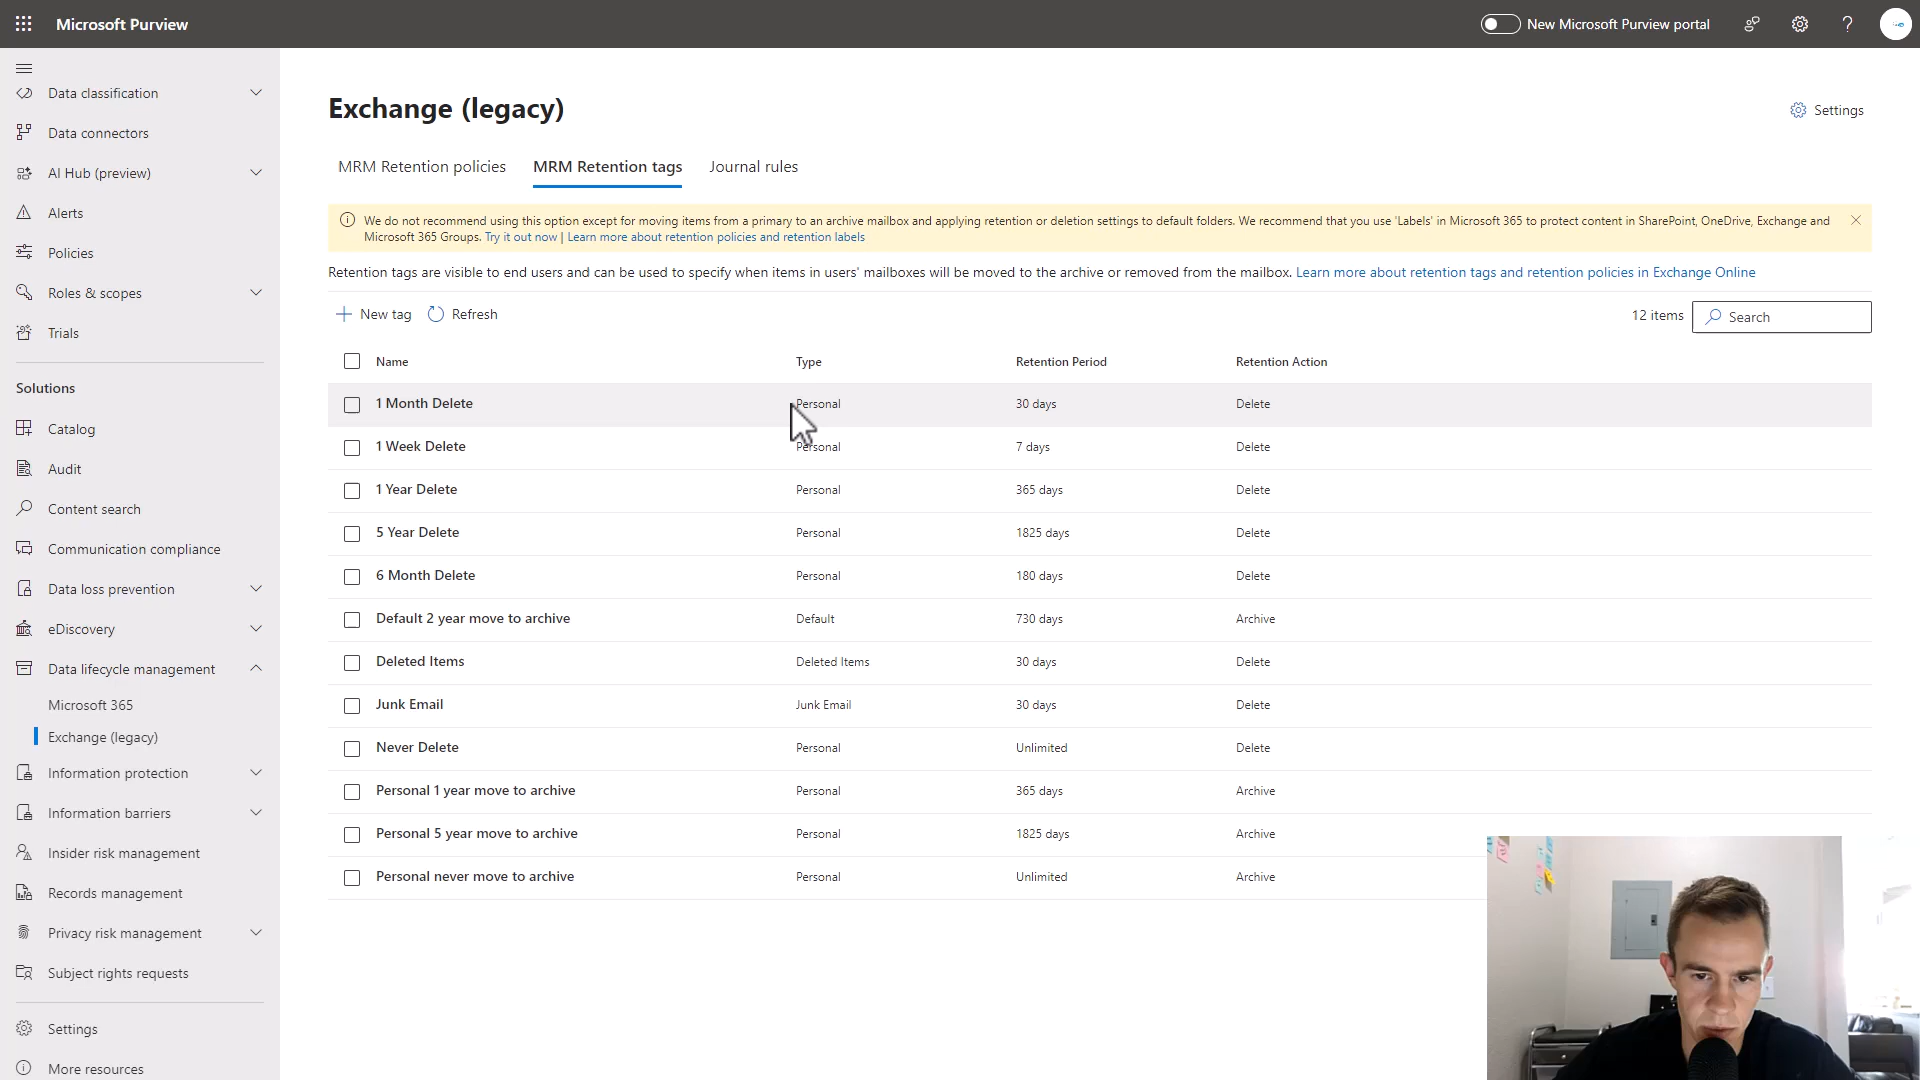 Microsoft Purview
New Microsoft Purview portal
Data classification
Data connectors
AI Hub (preview)
Alerts
Policies
Roles & scopes
Trials
Solutions
Catalog
Audit
Content search
Communication compliance
Data loss prevention
eDiscovery
Data lifecycle management
Microsoft 365
Exchange (legacy)
Information protection
Information barriers
Insider risk management
Records management
Privacy risk management
Subject rights requests
Settings
More resources
Exchange (legacy)
Settings
MRM Retention policies MRM Retention tags Journal rules
We do not recommend using this option except for moving items from a primary to an archive mailbox and applying retention or deletion settings to default folders. We recommend that you use 'Labels' in Microsoft 365 to protect content in SharePoint, OneDrive, Exchange and
Microsoft 365 Groups. Try it out now | Learn more about retention policies and retention labels
Retention tags are visible to end users and can be used to specify when items in users' mailboxes will be moved to the archive or removed from the mailbox. Learn more about retention tags and retention policies in Exchange Online
New tag Refresh 12 items Search
Name Type Retention Period Retention Action
1 Month Delete Personal 30 days Delete
1 Week Delete Personal 7 days Delete
1 Year Delete Personal 365 days Delete
5 Year Delete Personal 1825 days Delete
6 Month Delete Personal 180 days Delete
Default 2 year move to archive Default 730 days Archive
Deleted Items Deleted Items 30 days Delete
Junk Email Junk Email 30 days Delete
Never Delete Personal Unlimited Delete
Personal 1 year move to archive Personal 365 days Archive
Personal 5 year move to archive Personal 1825 days Archive
Personal never move to archive Personal Unlimited Archive